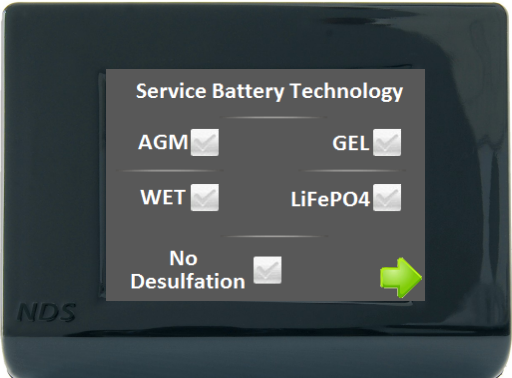 Service Battery Technology
AGM
GEL
WET
LiFePO4
No
Desulfation
NDS